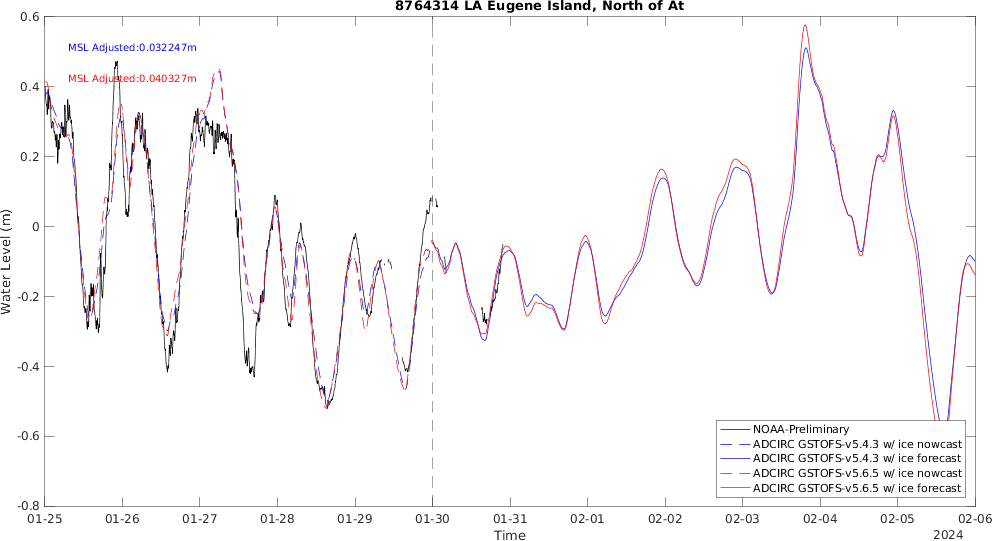 8764314 LA Eugene Island, North of At
MSL Adjusted:0.032247m
MSL Adjusted:0.040327m
Water Level (m)
0.6
0.4
0.2
0
-0.2
-0.4
-0.6
-0.8
NOAA-Preliminary
ADCIRC GSTOFS-v5.4.3 w/ ice nowcast
ADCIRC GSTOFS-v5.4.3 w/ ice forecast
ADCIRC GSTOFS-v5.6.5 w/ ice nowcast
ADCIRC GSTOFS-v5.6.5 w/ ice forecast
01-25 01-26 01-27 01-28 01-29 01-30 01-31 02-01 02-02 02-03 02-04 02-05 02-06
Time
2024